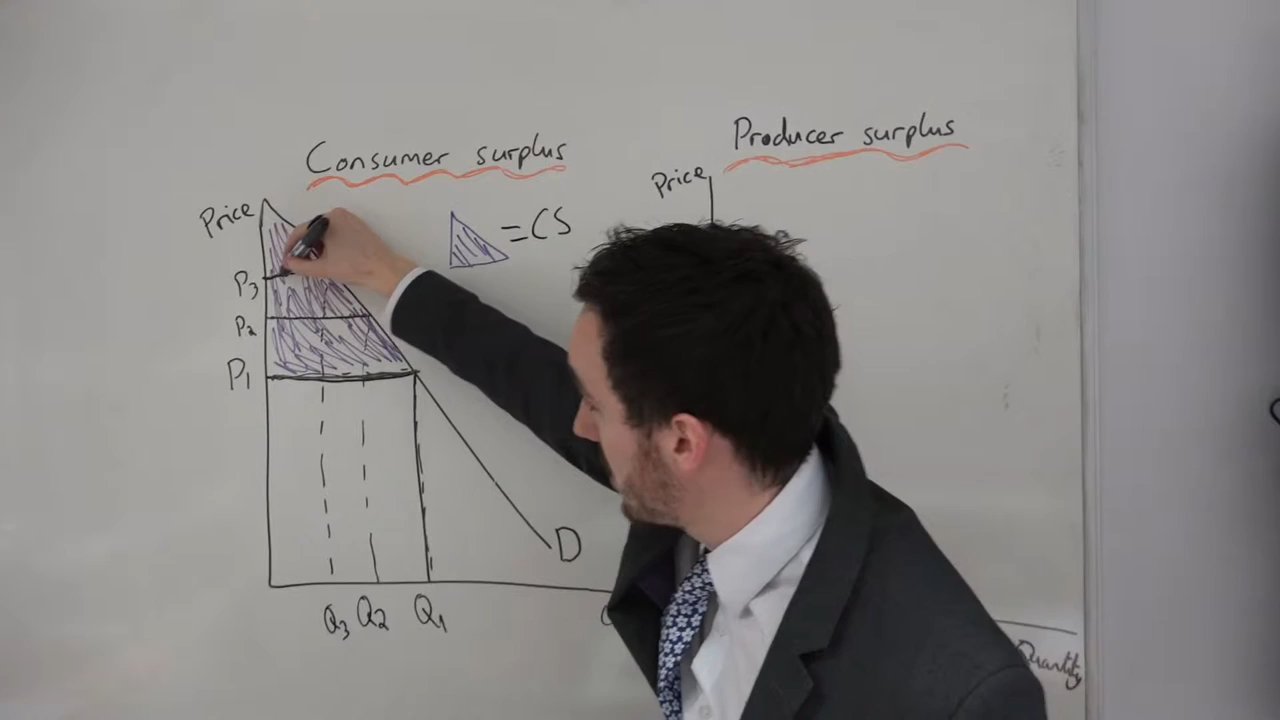 Consumer surplus
Price
= CS
P3
P2
P1
D
Q3 Q2 Q1
Producer surplus
Price
Quantity